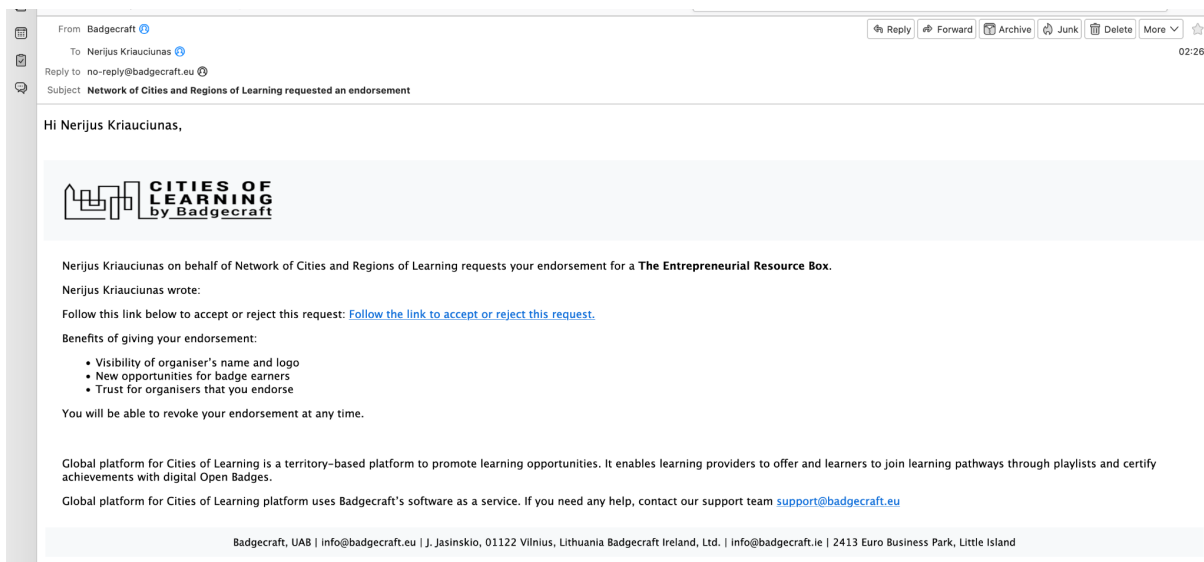 From Badgecraft
Reply Forward Archive Junk Delete More
To Nerijus Kriauciunas
02:26
Reply to no-reply@badgecraft.eu
Subject Network of Cities and Regions of Learning requested an endorsement
Hi Nerijus Kriauciunas,
CITIES OF
LEARNING
by Badgecraft
Nerijus Kriauciunas on behalf of Network of Cities and Regions of Learning requests your endorsement for a The Entrepreneurial Resource Box.
Nerijus Kriauciunas wrote:
Follow this link below to accept or reject this request: Follow the link to accept or reject this request.
Benefits of giving your endorsement:
• Visibility of organiser's name and logo
• New opportunities for badge earners
• Trust for organisers that you endorse
You will be able to revoke your endorsement at any time.
Global platform for Cities of Learning is a territory-based platform to promote learning opportunities. It enables learning providers to offer and learners to join learning pathways through playlists and certify
achievements with digital Open Badges.
Global platform for Cities of Learning platform uses Badgecraft's software as a service. If you need any help, contact our support team support@badgecraft.eu
Badgecraft, UAB | info@badgecraft.eu | J. Jasinskio, 01122 Vilnius, Lithuania Badgecraft Ireland, Ltd. | info@badgecraft.ie | 2413 Euro Business Park, Little Island